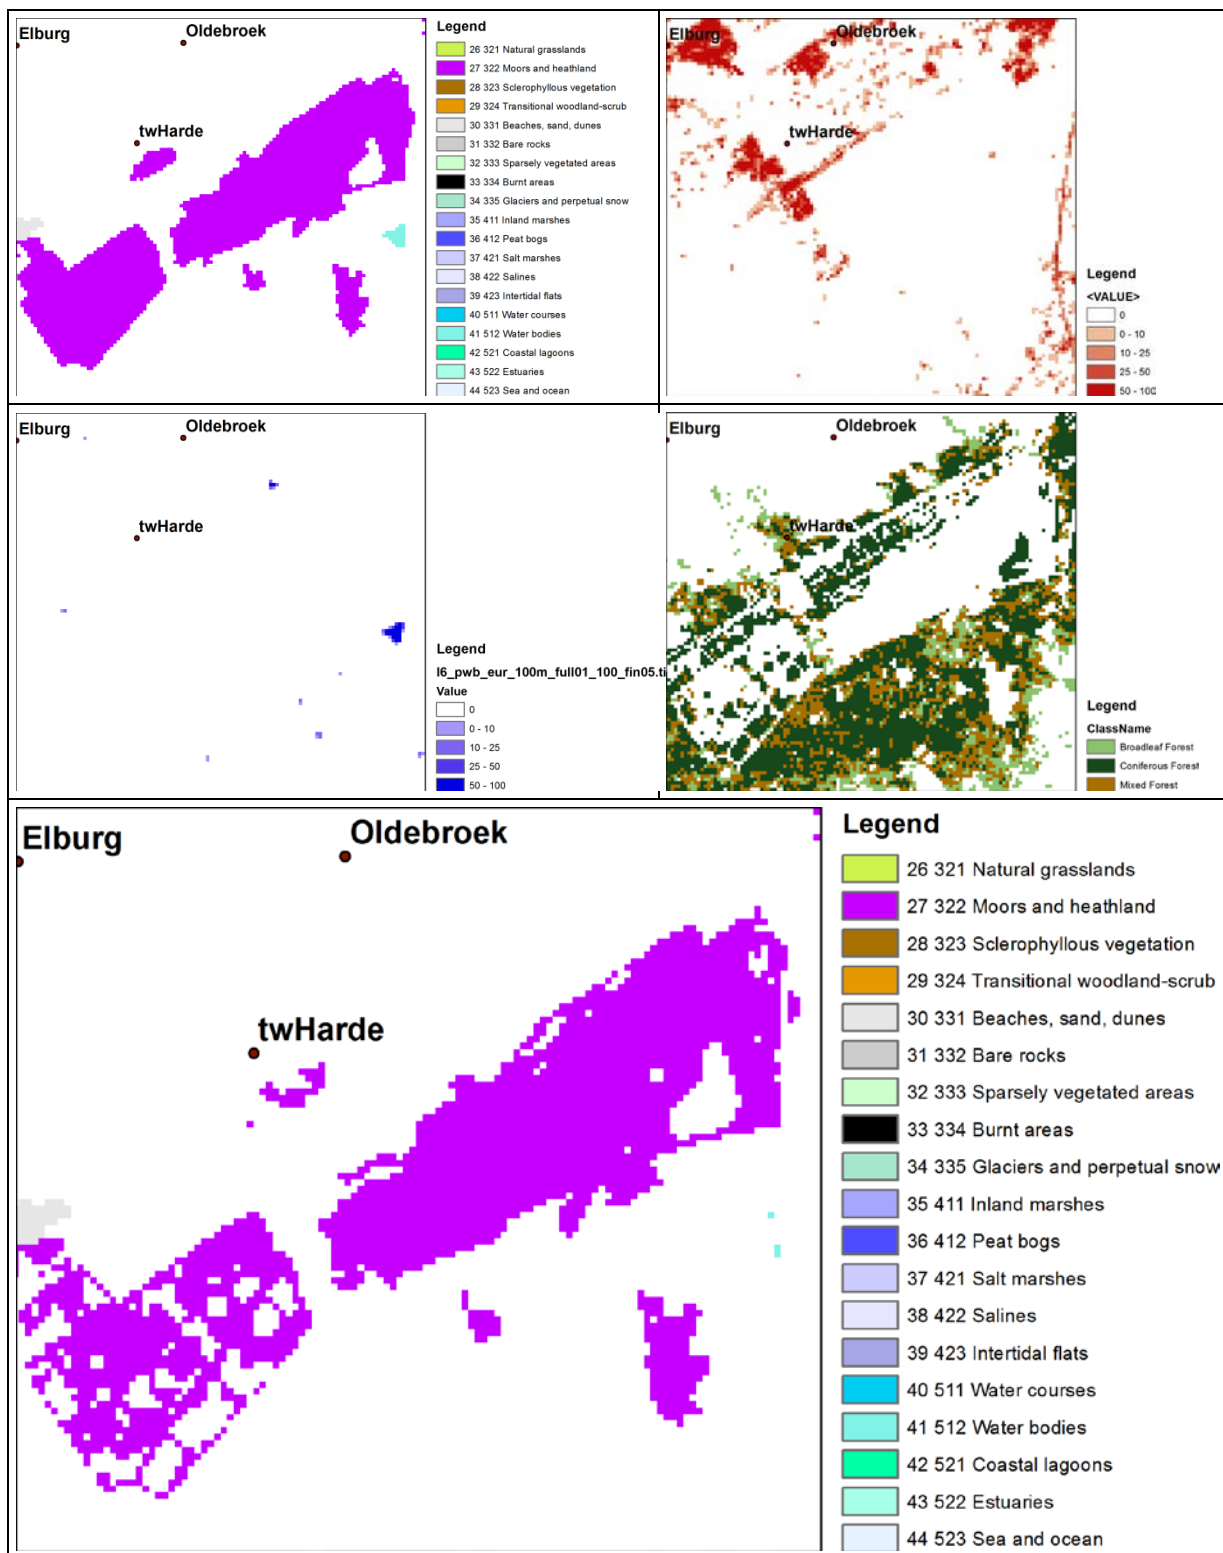 Elburg
Oldebroek
twHarde
Legend
26 321 Natural grasslands
27 322 Moors and heathland
28 323 Sclerophyllous vegetation
29 324 Transitional woodland-scrub
30 331 Beaches, sand, dunes
31 332 Bare rocks
32 333 Sparsely vegetated areas
33 334 Burnt areas
34 335 Glaciers and perpetual snow
35 411 Inland marshes
36 412 Peat bogs
37 421 Salt marshes
38 422 Salines
39 423 Intertidal flats
40 511 Water courses
41 512 Water bodies
42 521 Coastal lagoons
43 522 Estuaries
44 523 Sea and ocean
Elburg
Oldebroek
twHarde
Legend
<VALUE>
0
0 - 10
10 - 25
25 - 50
50 - 100
Elburg
Oldebroek
twHarde
Legend
l6_pwb_eur_100m_full01_100_fin05.ti
Value
0
0 - 10
10 - 25
25 - 50
50 - 100
Elburg
Oldebroek
twHarde
Legend
ClassName
Broadleaf Forest
Coniferous Forest
Mixed Forest
Elburg
Oldebroek
twHarde
Legend
26 321 Natural grasslands
27 322 Moors and heathland
28 323 Sclerophyllous vegetation
29 324 Transitional woodland-scrub
30 331 Beaches, sand, dunes
31 332 Bare rocks
32 333 Sparsely vegetated areas
33 334 Burnt areas
34 335 Glaciers and perpetual snow
35 411 Inland marshes
36 412 Peat bogs
37 421 Salt marshes
38 422 Salines
39 423 Intertidal flats
40 511 Water courses
41 512 Water bodies
42 521 Coastal lagoons
43 522 Estuaries
44 523 Sea and ocean